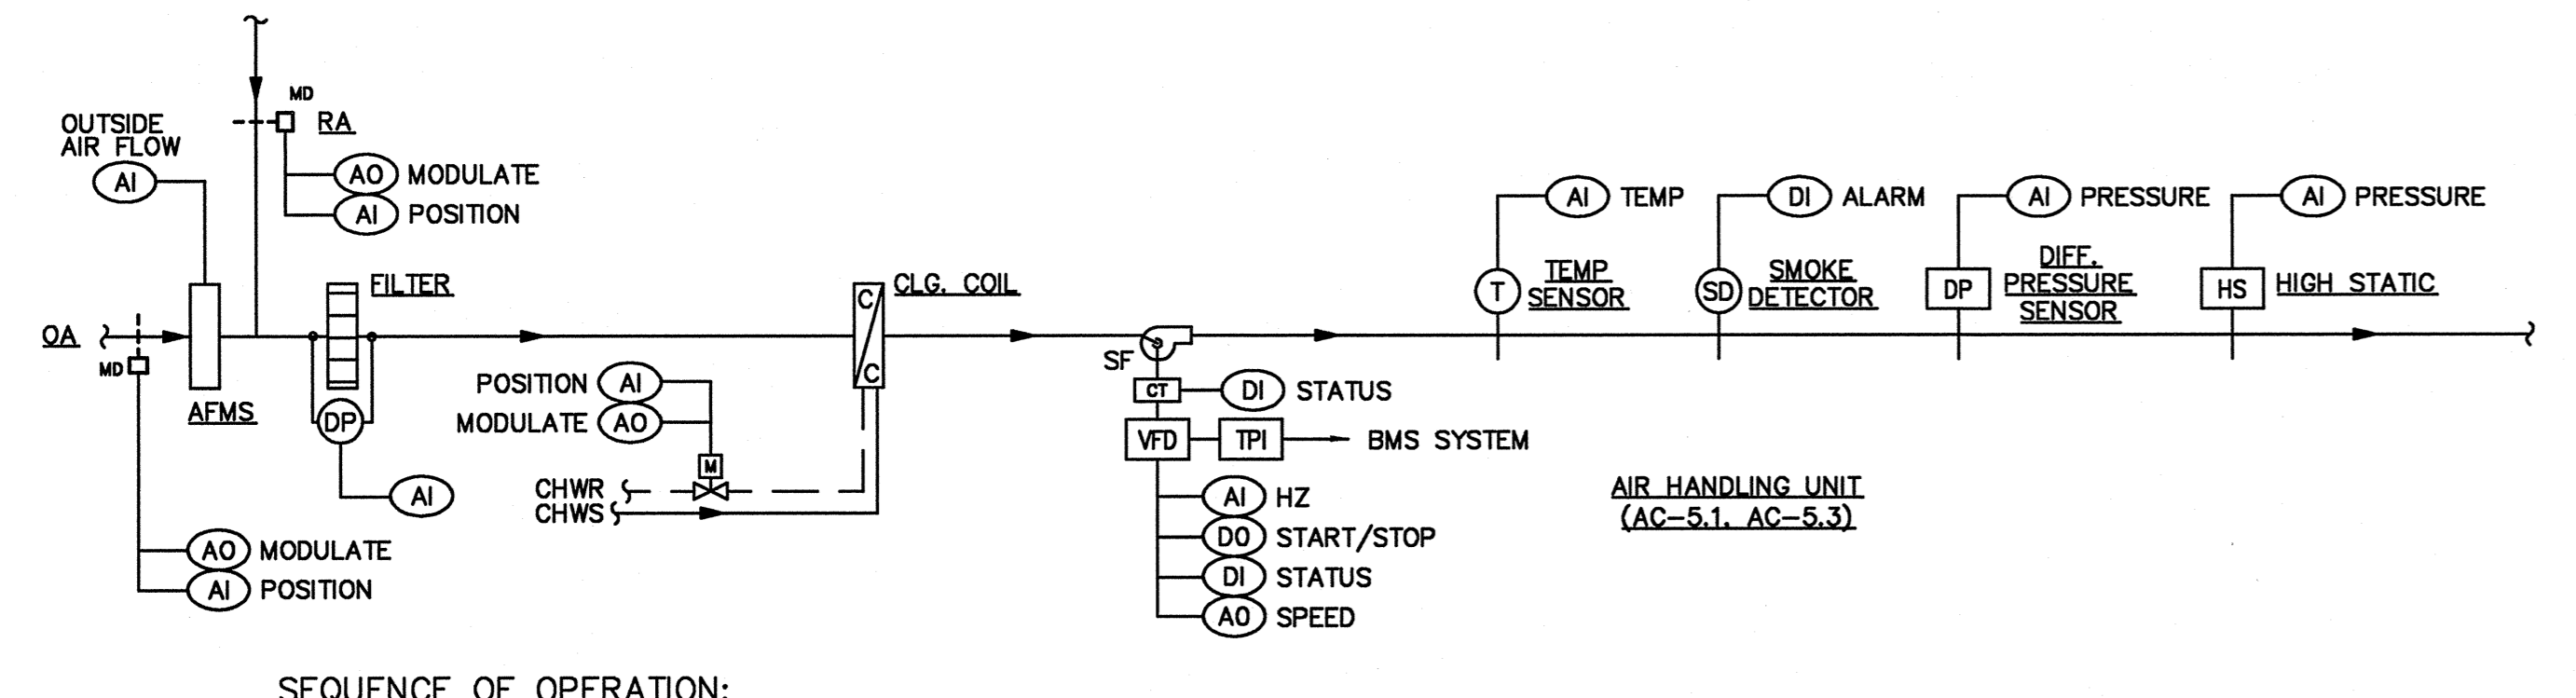 MD
RA
OUTSIDE
AIR FLOW
AI
AO MODULATE
AI POSITION
AI TEMP
DI ALARM
AI PRESSURE
AI PRESSURE
FILTER
CLG. COIL
C
C
T
TEMP
SENSOR
SD
SMOKE
DETECTOR
DP
DIFF.
PRESSURE
SENSOR
HS
HIGH STATIC
OA
MD
AFMS
DP
AI
POSITION AI
MODULATE AO
M
CHWR
CHWS
SF
CT
DI STATUS
VFD
TPI
BMS SYSTEM
AI HZ
DO START/STOP
DI STATUS
AO SPEED
AIR HANDLING UNIT
(AC-5.1, AC-5.3)
AO MODULATE
AI POSITION
SEQUENCE OF OPERATION: